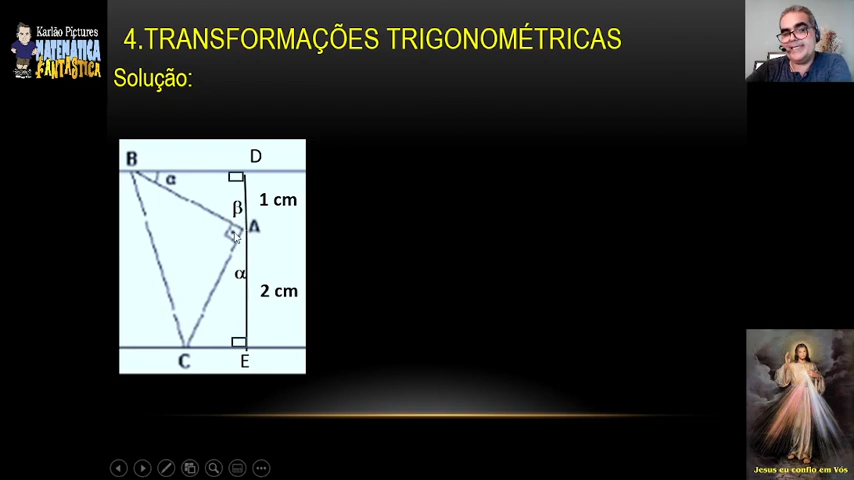 Karlão Pictures
MATEMÁTICA
FANTÁSTICA
4.TRANSFORMAÇÕES TRIGONOMÉTRICAS
Solução:
B
D
α
β
1 cm
A
α
2 cm
C
E
Jesus eu confio em Vós